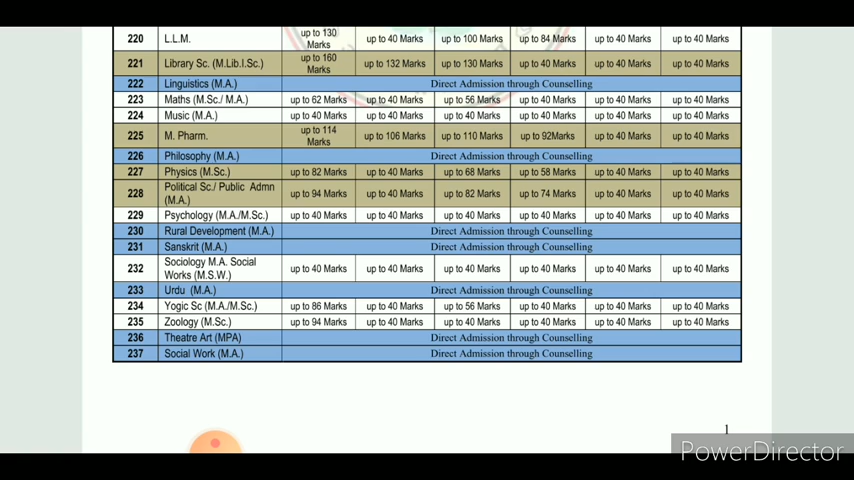 220 L.L.M. up to 130 Marks up to 40 Marks up to 100 Marks up to 84 Marks up to 40 Marks up to 40 Marks
221 Library Sc. (M.Lib.I.Sc.) up to 160 Marks up to 132 Marks up to 130 Marks up to 40 Marks up to 40 Marks up to 40 Marks
222 Linguistics (M.A.) Direct Admission through Counselling
223 Maths (M.Sc./ M.A.) up to 62 Marks up to 40 Marks up to 56 Marks up to 40 Marks up to 40 Marks up to 40 Marks
224 Music (M.A.) up to 40 Marks up to 40 Marks up to 40 Marks up to 40 Marks up to 40 Marks up to 40 Marks
225 M. Pharm. up to 114 Marks up to 106 Marks up to 110 Marks up to 92Marks up to 40 Marks up to 40 Marks
226 Philosophy (M.A.) Direct Admission through Counselling
227 Physics (M.Sc.) up to 82 Marks up to 40 Marks up to 68 Marks up to 58 Marks up to 40 Marks up to 40 Marks
228 Political Sc./ Public Admn (M.A.) up to 94 Marks up to 40 Marks up to 82 Marks up to 74 Marks up to 40 Marks up to 40 Marks
229 Psychology (M.A./M.Sc.) up to 40 Marks up to 40 Marks up to 40 Marks up to 40 Marks up to 40 Marks up to 40 Marks
230 Rural Development (M.A.) Direct Admission through Counselling
231 Sanskrit (M.A.) Direct Admission through Counselling
232 Sociology M.A. Social Works (M.S.W.) up to 40 Marks up to 40 Marks up to 40 Marks up to 40 Marks up to 40 Marks up to 40 Marks
233 Urdu (M.A.) Direct Admission through Counselling
234 Yogic Sc (M.A./M.Sc.) up to 86 Marks up to 40 Marks up to 56 Marks up to 40 Marks up to 40 Marks up to 40 Marks
235 Zoology (M.Sc.) up to 94 Marks up to 40 Marks up to 40 Marks up to 40 Marks up to 40 Marks up to 40 Marks
236 Theatre Art (MPA) Direct Admission through Counselling
237 Social Work (M.A.) Direct Admission through Counselling
1
PowerDirector